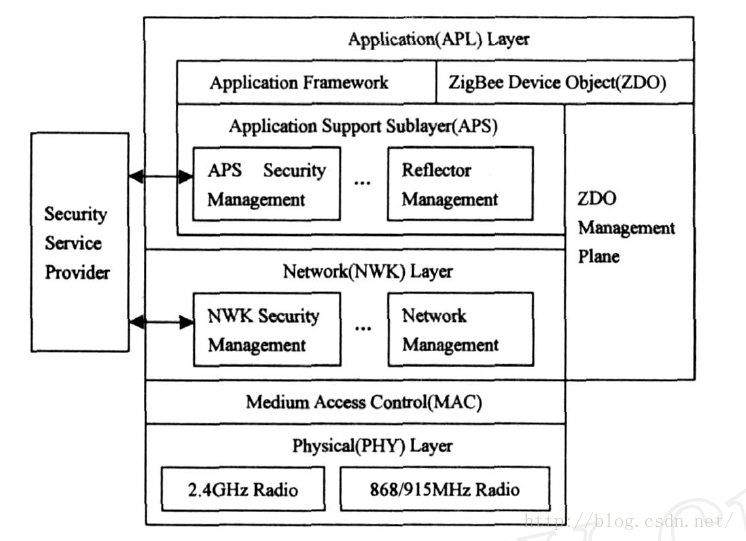 Application(APL) Layer
Application Framework
ZigBee Device Object(ZDO)
Application Support Sublayer(APS)
APS Security
Management
...
Reflector
Management
ZDO
Management
Plane
Security
Service
Provider
Network(NWK) Layer
NWK Security
Management
...
Network
Management
Medium Access Control(MAC)
Physical(PHY) Layer
2.4GHz Radio
868/915MHz Radio
http://blog.csdn.net/